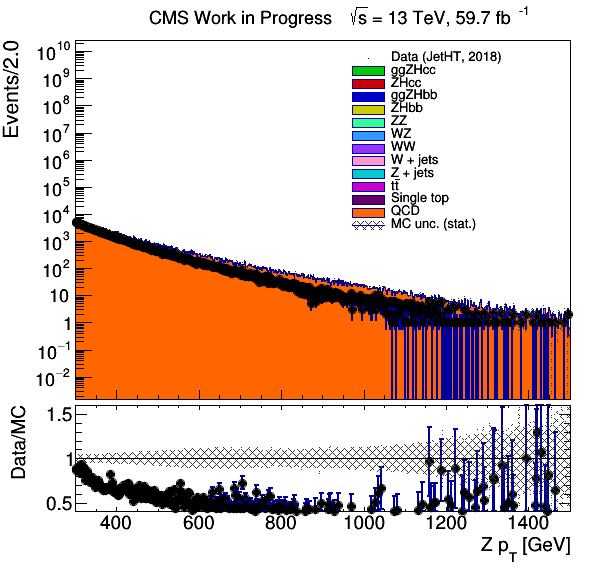 CMS Work in Progress √s = 13 TeV, 59.7 fb⁻¹
Events/2.0
10¹⁰
10⁹
10⁸
10⁷
10⁶
10⁵
10⁴
10³
10²
10
1
10⁻¹
10⁻²
Data (JetHT, 2018)
ggZHcc
ZHcc
ggZHbb
ZHbb
ZZ
WZ
WW
W + jets
Z + jets
tt̄
Single top
QCD
MC unc. (stat.)
Data/MC
1.5
1
0.5
400 600 800 1000 1200 1400
Z p_T [GeV]